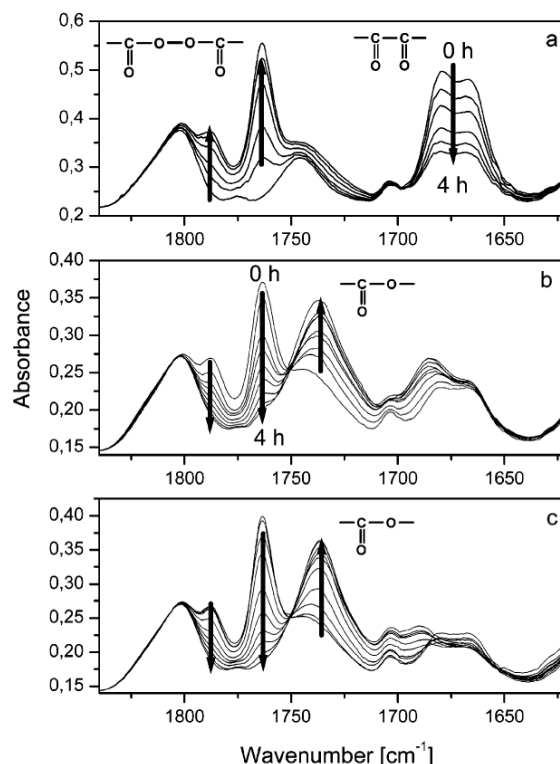 a
0 h
4 h
— C — O — O — C —
O O
— C — C —
O O
0,6
0,5
0,4
0,3
0,2
1800 1750 1700 1650
b
0 h
4 h
— C — O —
O
0,40
0,35
0,30
0,25
0,20
0,15
1800 1750 1700 1650
c
— C — O —
O
0,40
0,35
0,30
0,25
0,20
0,15
1800 1750 1700 1650
Absorbance
Wavenumber [cm⁻¹]